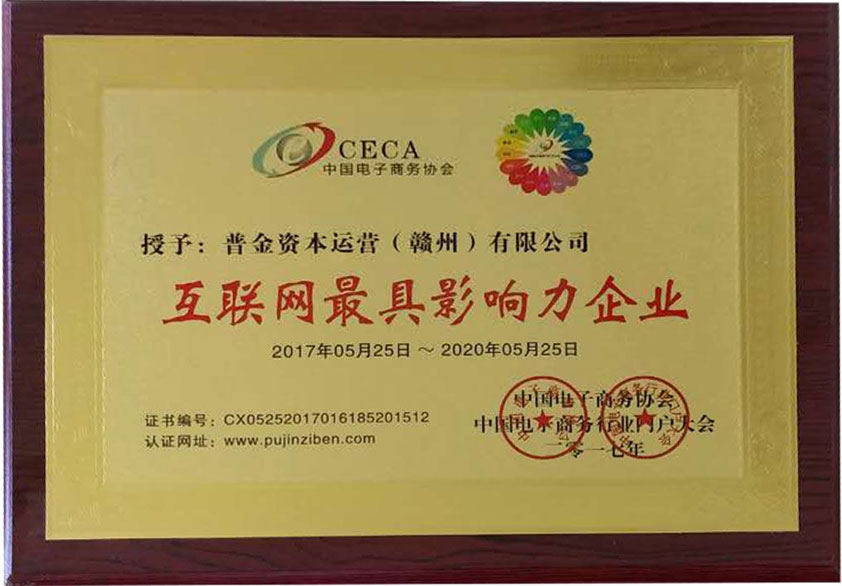 CECA
中国电子商务协会
授予：普金资本运营（赣州）有限公司
互联网最具影响力企业
2017年05月25日 ～ 2020年05月25日
证书编号：CX05252017016185201512
认证网址：www.pujinziben.com
中国电子商务协会
中国电子商务行业门户大会
二零一七年